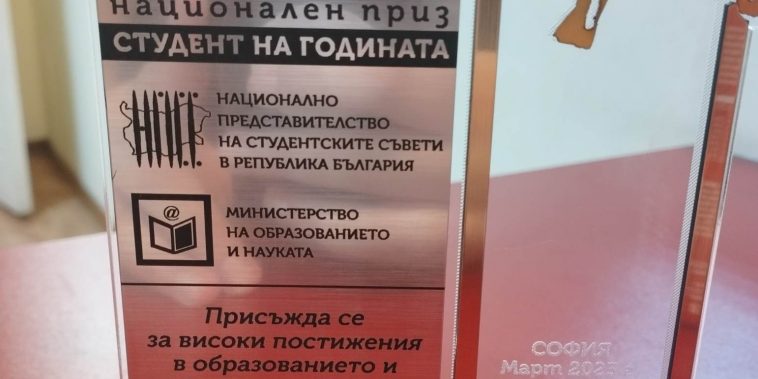 национален приз
СТУДЕНТ НА ГОДИНАТА
НАЦИОНАЛНО
ПРЕДСТАВИТЕЛСТВО
НА СТУДЕНТСКИТЕ СЪВЕТИ
В РЕПУБЛИКА БЪЛГАРИЯ
@
МИНИСТЕРСТВО
НА ОБРАЗОВАНИЕТО
И НАУКАТА
Присъжда се
за високи постижения
в образованието и
СОФИЯ
Март